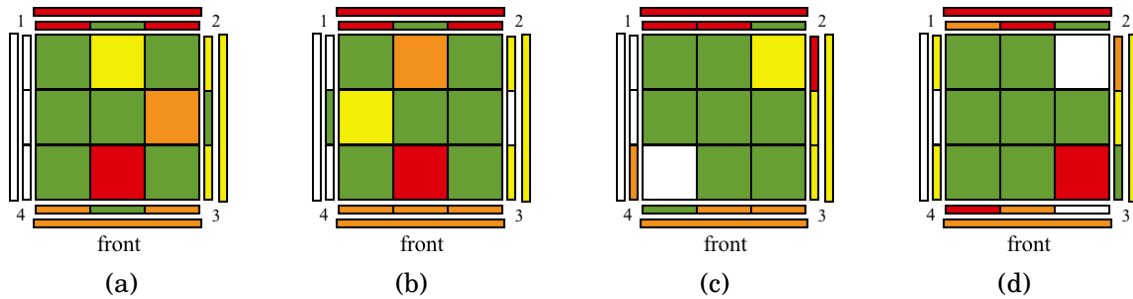 1 2 1 2 1 2 1 2
4 3 4 3 4 3 4 3
front front front front
(a) (b) (c) (d)